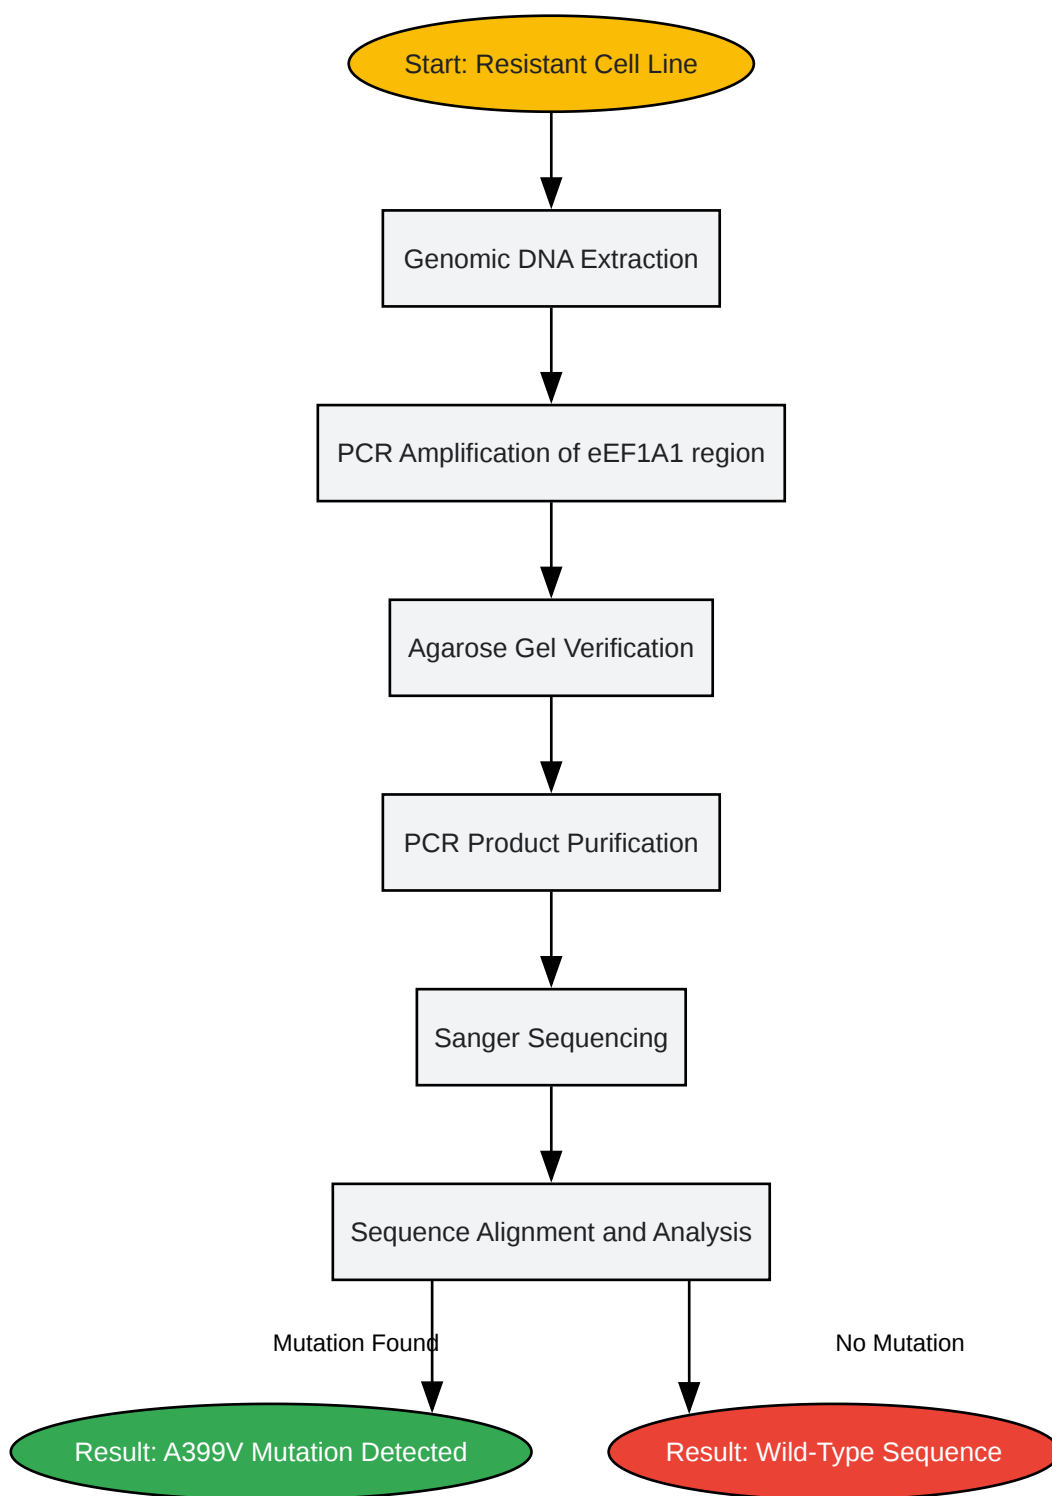 Start: Resistant Cell Line
Genomic DNA Extraction
PCR Amplification of eEF1A1 region
Agarose Gel Verification
PCR Product Purification
Sanger Sequencing
Sequence Alignment and Analysis
Mutation Found
No Mutation
Result: A399V Mutation Detected
Result: Wild-Type Sequence